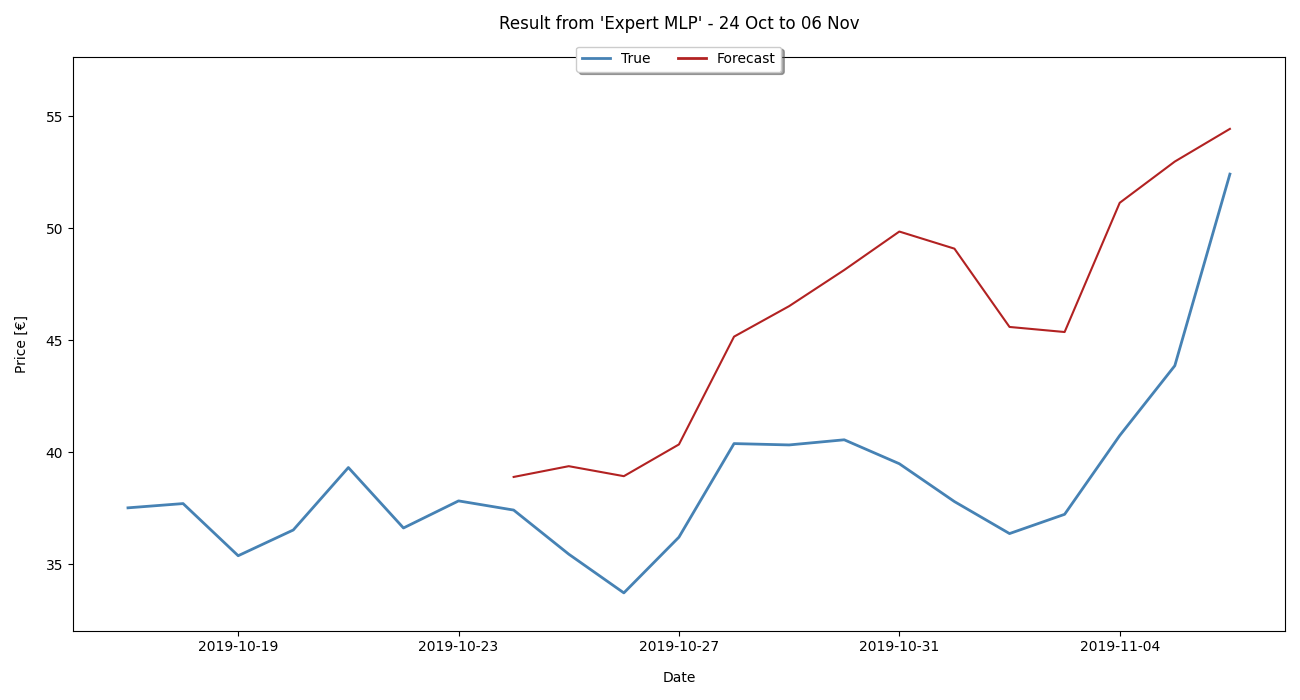 Result from 'Expert MLP' - 24 Oct to 06 Nov
True Forecast
55
50
45
40
35
Price [€]
2019-10-19 2019-10-23 2019-10-27 2019-10-31 2019-11-04
Date